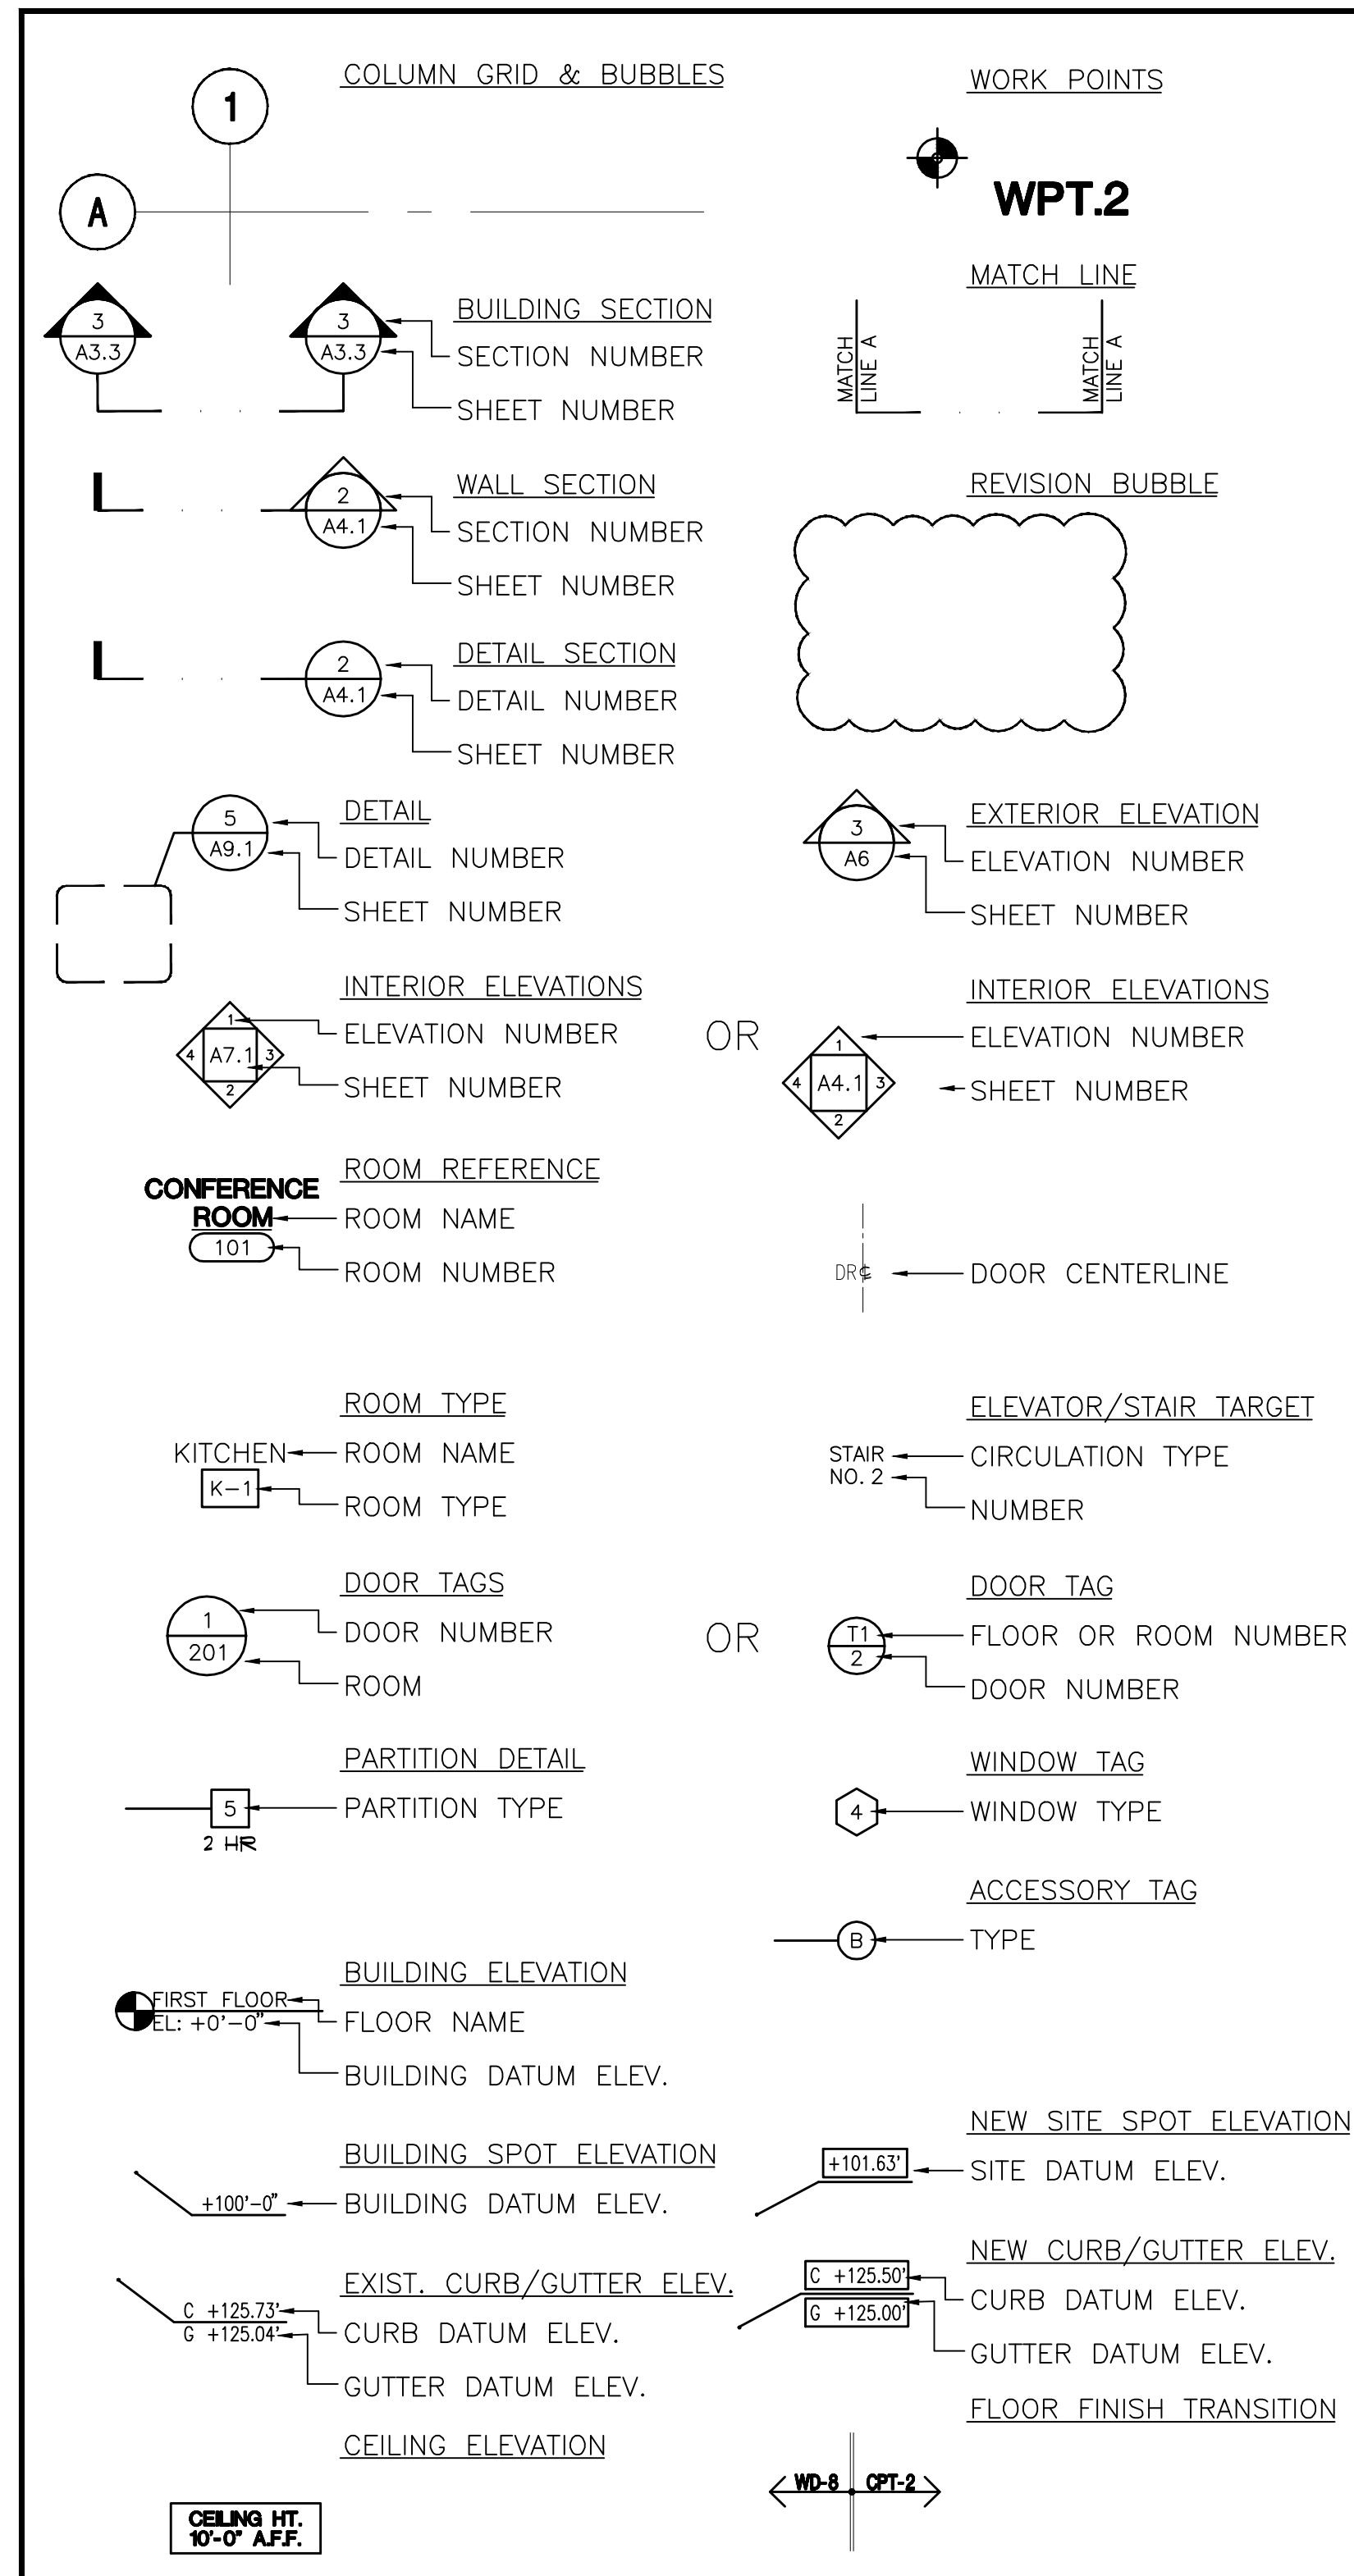 COLUMN GRID & BUBBLES
1
A
BUILDING SECTION
3
A3.3
3
A3.3
SECTION NUMBER
SHEET NUMBER
WALL SECTION
2
A4.1
SECTION NUMBER
SHEET NUMBER
DETAIL SECTION
2
A4.1
DETAIL NUMBER
SHEET NUMBER
DETAIL
5
A9.1
DETAIL NUMBER
SHEET NUMBER
INTERIOR ELEVATIONS
1
4 A7.1 3
2
ELEVATION NUMBER
SHEET NUMBER
OR
ROOM REFERENCE
CONFERENCE
ROOM
101
ROOM NAME
ROOM NUMBER
ROOM TYPE
KITCHEN
K-1
ROOM NAME
ROOM TYPE
DOOR TAGS
1
201
DOOR NUMBER
ROOM
OR
PARTITION DETAIL
5
2 HR
PARTITION TYPE
BUILDING ELEVATION
FIRST FLOOR
EL: +0'-0"
FLOOR NAME
BUILDING DATUM ELEV.
BUILDING SPOT ELEVATION
+100'-0"
BUILDING DATUM ELEV.
EXIST. CURB/GUTTER ELEV.
C +125.73'
G +125.04'
CURB DATUM ELEV.
GUTTER DATUM ELEV.
CEILING ELEVATION
CEILING HT.
10'-0" A.F.F.
WORK POINTS
WPT.2
MATCH LINE
MATCH
LINE A
MATCH
LINE A
REVISION BUBBLE
EXTERIOR ELEVATION
3
A6
ELEVATION NUMBER
SHEET NUMBER
INTERIOR ELEVATIONS
1
4 A4.1 3
2
ELEVATION NUMBER
SHEET NUMBER
DR℄
DOOR CENTERLINE
ELEVATOR/STAIR TARGET
STAIR
NO. 2
CIRCULATION TYPE
NUMBER
DOOR TAG
T1
2
FLOOR OR ROOM NUMBER
DOOR NUMBER
WINDOW TAG
4
WINDOW TYPE
ACCESSORY TAG
B
TYPE
NEW SITE SPOT ELEVATION
+101.63'
SITE DATUM ELEV.
NEW CURB/GUTTER ELEV.
C +125.50'
G +125.00'
CURB DATUM ELEV.
GUTTER DATUM ELEV.
FLOOR FINISH TRANSITION
WD-8 CPT-2